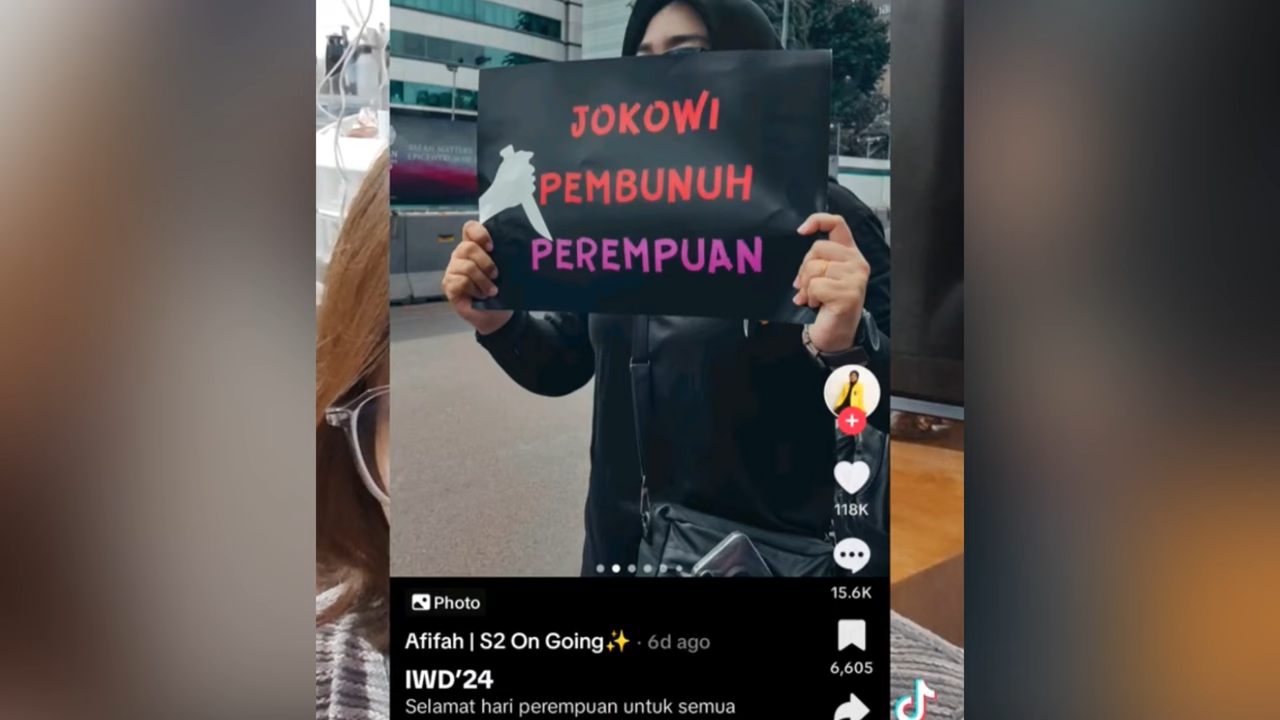 JOKOWI
PEMBUNUH
PEREMPUAN
118K
15.6K
6,605
Photo
Afifah | S2 On Going✨ · 6d ago
IWD'24
Selamat hari perempuan untuk semua